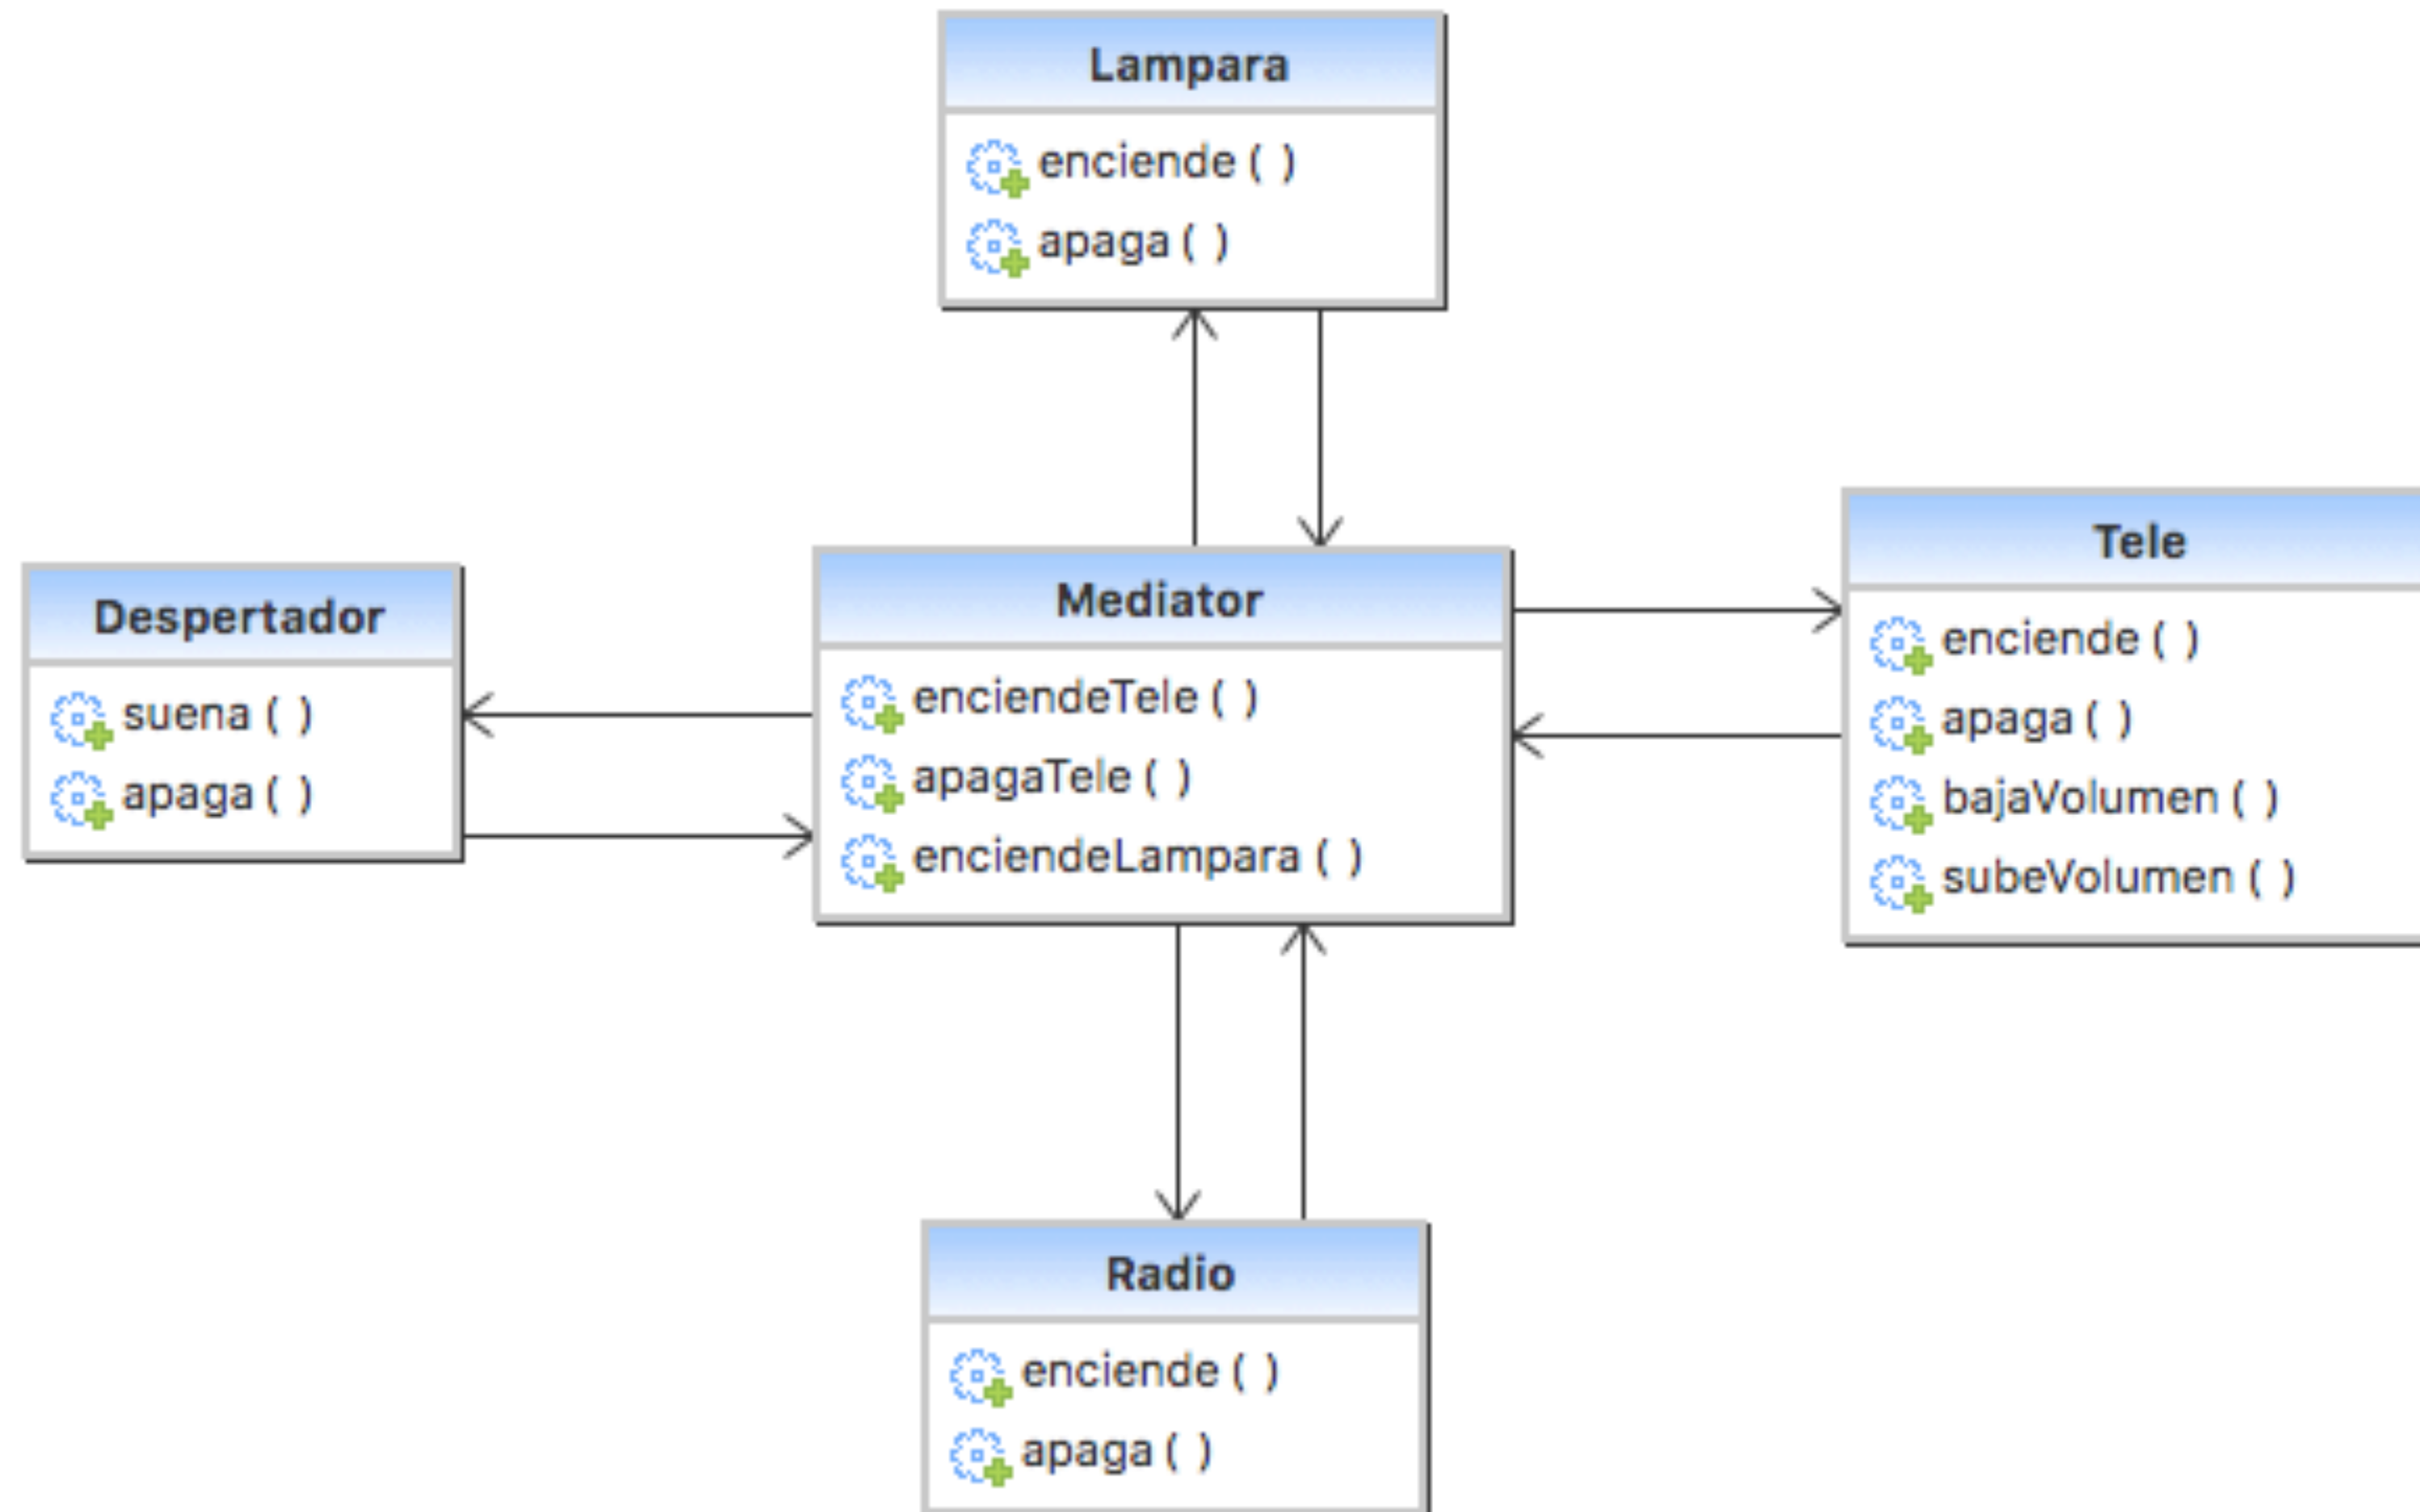 Lampara
enciende ( )
apaga ( )
Despertador
suena ( )
apaga ( )
Mediator
enciendeTele ( )
apagaTele ( )
enciendeLampara ( )
Tele
enciende ( )
apaga ( )
bajaVolumen ( )
subeVolumen ( )
Radio
enciende ( )
apaga ( )